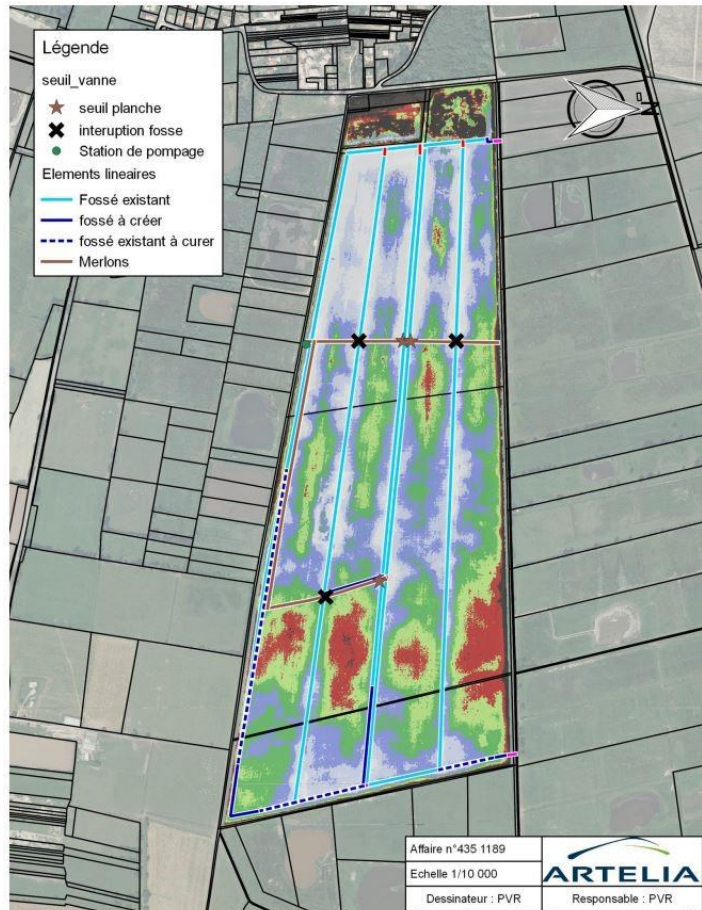 Légende
seuil_vanne
seuil planche
interuption fosse
Station de pompage
Elements lineaires
Fossé existant
fossé à créer
fossé existant à curer
Merlons
N
Affaire n°435 1189
Echelle 1/10 000
Dessinateur : PVR
ARTELIA
Responsable : PVR